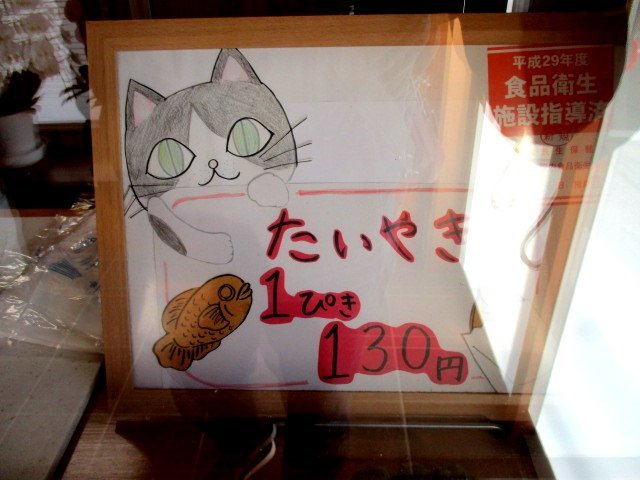 たいやき
1ぴき
130円
平成29年度
食品衛生
施設指導済